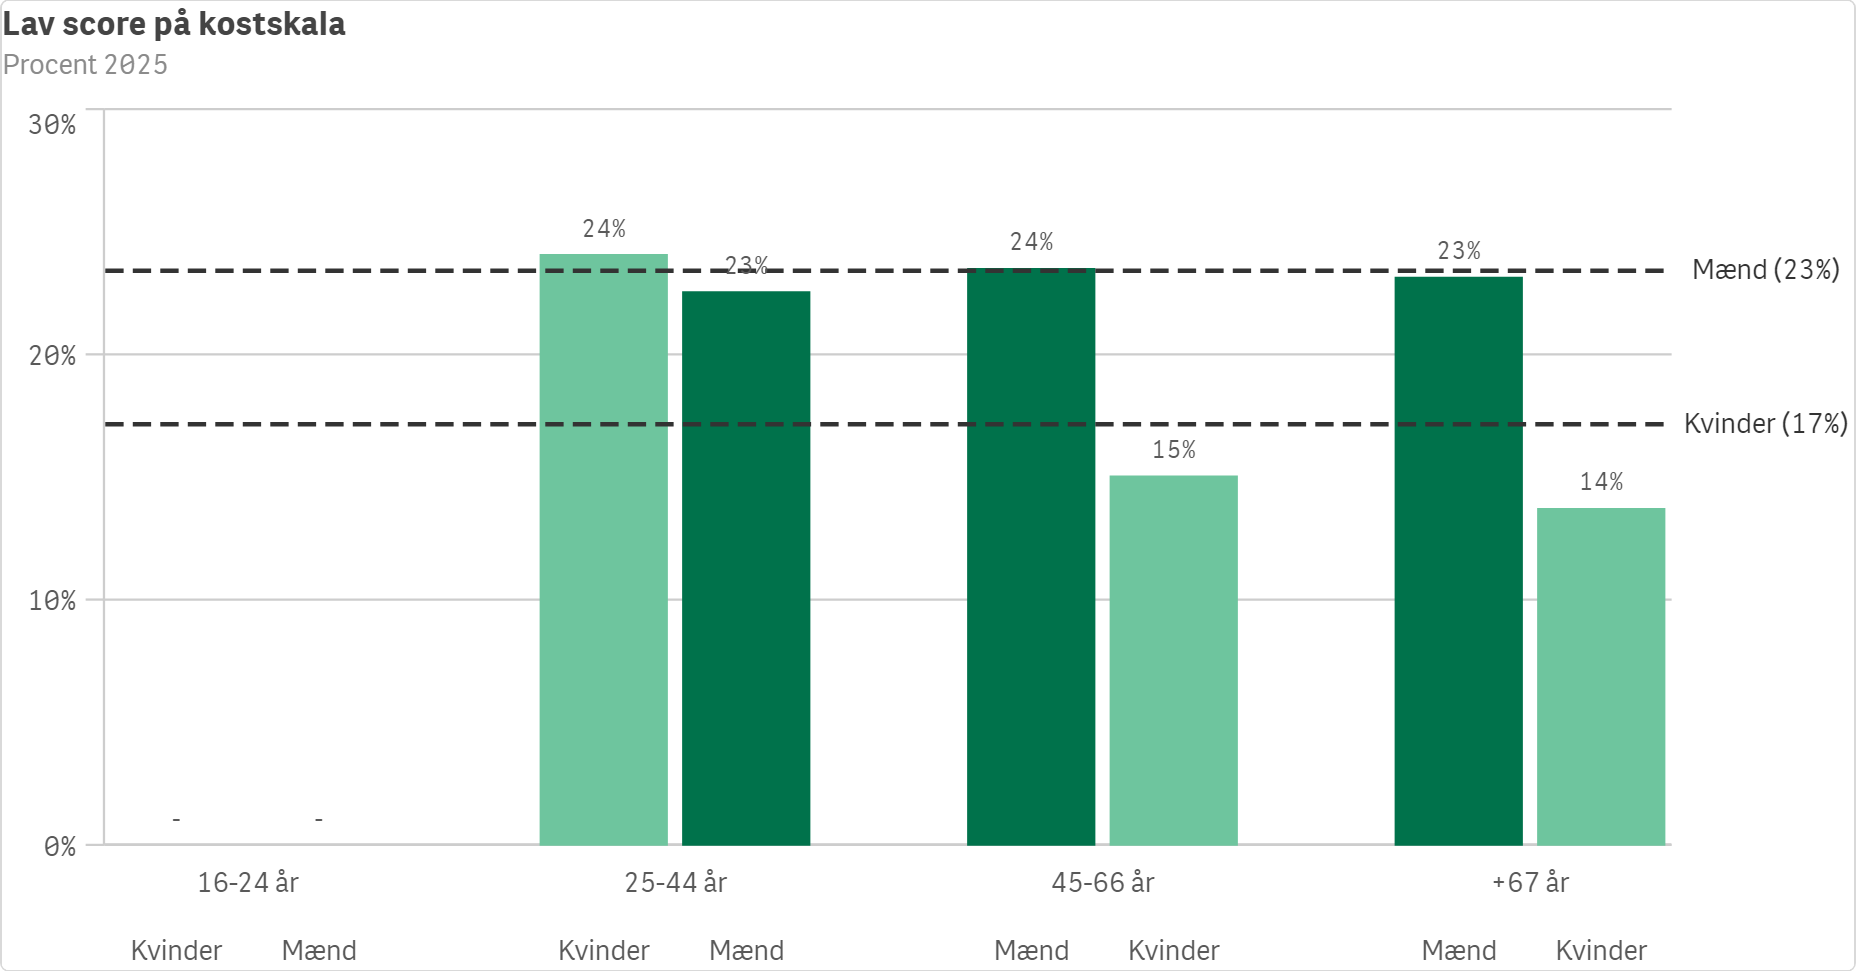 Lav score på kostskala
Procent 2025
30%
20%
10%
0%
24%
23%
24%
15%
23%
14%
Mænd (23%)
Kvinder (17%)
- -
16-24 år 25-44 år 45-66 år +67 år
Kvinder Mænd Kvinder Mænd Mænd Kvinder Mænd Kvinder